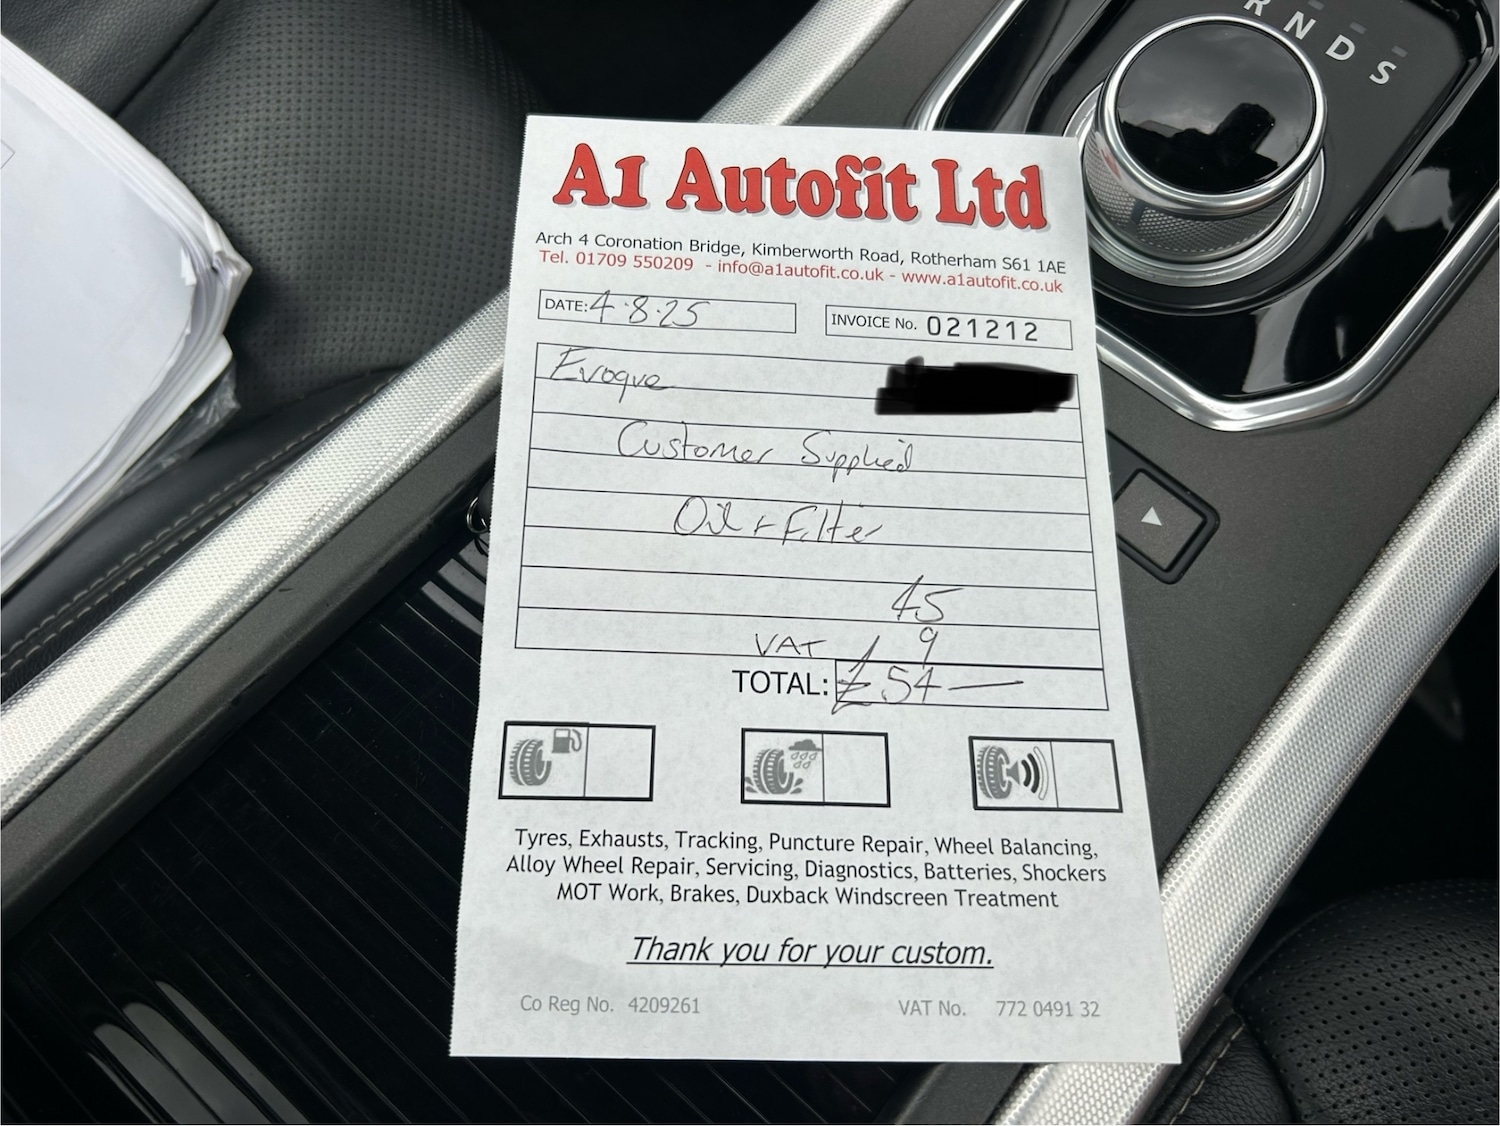 R N D S
A1 Autofit Ltd
Arch 4 Coronation Bridge, Kimberworth Road, Rotherham S61 1AE
Tel. 01709 550209 - info@a1autofit.co.uk - www.a1autofit.co.uk
DATE: 4.8.25 INVOICE No. 021212
Evoque
Customer Supplied
Oil + Filter
45
VAT 9
TOTAL: £54 —
Tyres, Exhausts, Tracking, Puncture Repair, Wheel Balancing,
Alloy Wheel Repair, Servicing, Diagnostics, Batteries, Shockers
MOT Work, Brakes, Duxback Windscreen Treatment
Thank you for your custom.
Co Reg No. 4209261 VAT No. 772 0491 32